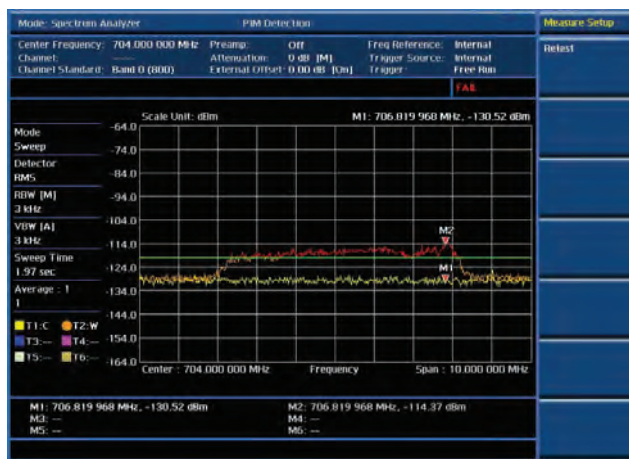 Mode: Spectrum Analyzer PIM Detection Measure Setup
Center Frequency: 704.000 000 MHz Preamp: Off Freq Reference: Internal
Channel: ---- Attenuation: 0 dB [M] Trigger Source: Internal
Channel Standard: Band 0 (800) External Offset: 0.00 dB [On] Trigger: Free Run
Retest
FAIL
Scale Unit: dBm M1: 706.819 968 MHz, -130.52 dBm
Mode
Sweep
Detector
RMS
RBW [M]
3 kHz
VBW [A]
3 kHz
Sweep Time
1.97 sec
Average : 1
1
T1:C T2:W
T3:-- T4:--
T5:-- T6:--
-64.0
-74.0
-84.0
-94.0
-104.0
-114.0
-124.0
-134.0
-144.0
-154.0
-164.0
M2
M1
Center : 704.000 000 MHz Frequency Span : 10.000 000 MHz
M1: 706.819 968 MHz, -130.52 dBm M2: 706.819 968 MHz, -114.37 dBm
M3: -- M4: --
M5: -- M6: --